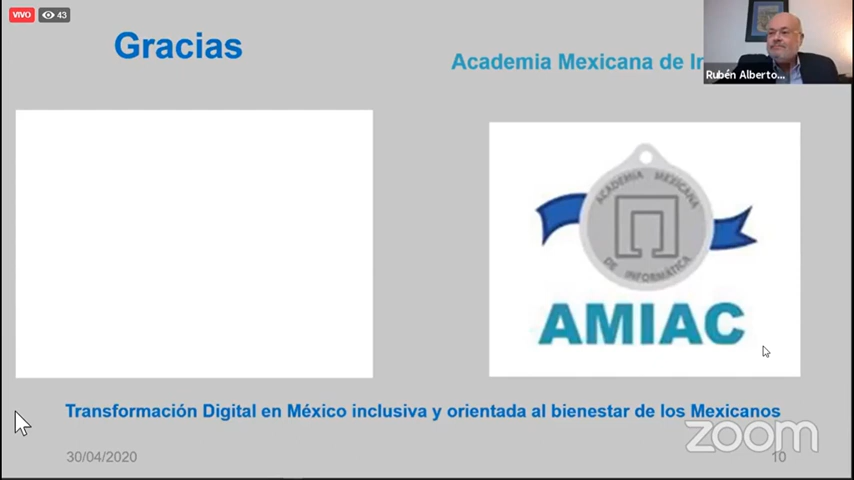 VIVO
43
Gracias
Academia Mexicana de
Rubén Alberto...
ACADEMIA MEXICANA
DE INFORMÁTICA
AMIAC
Transformación Digital en México inclusiva y orientada al bienestar de los Mexicanos
zoom
30/04/2020
10